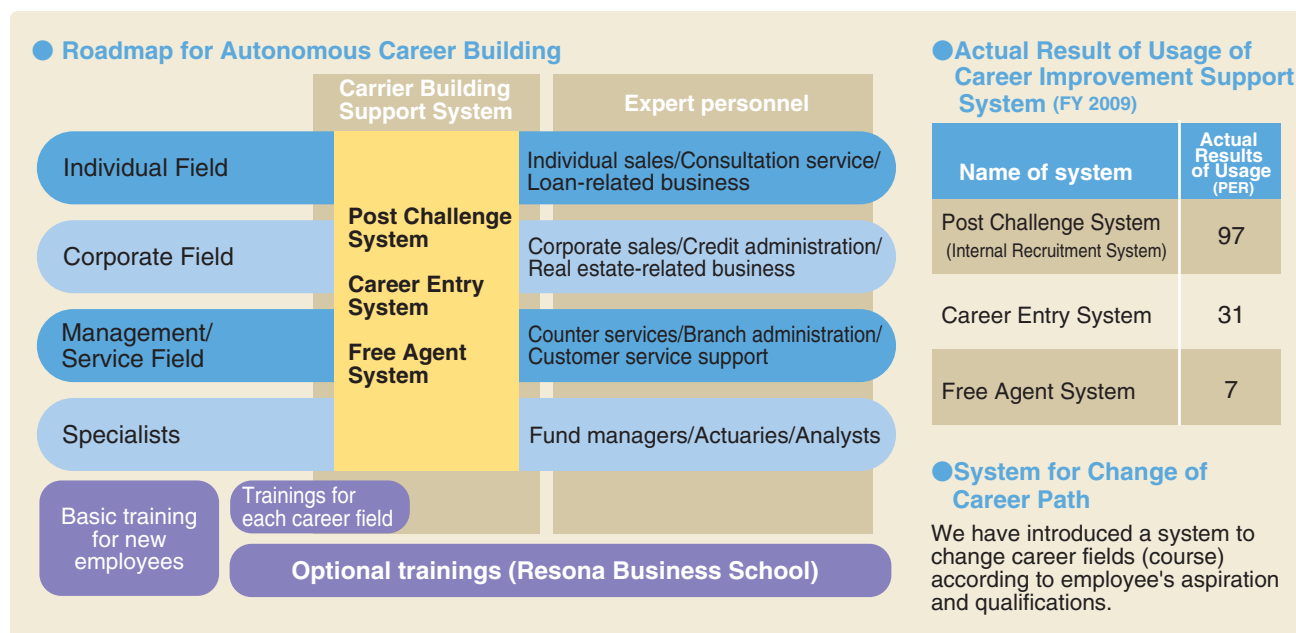 ● Roadmap for Autonomous Career Building
Carrier Building
Support System
Expert personnel
Individual Field
Individual sales/Consultation service/
Loan-related business
Corporate Field
Corporate sales/Credit administration/
Real estate-related business
Management/
Service Field
Counter services/Branch administration/
Customer service support
Specialists
Fund managers/Actuaries/Analysts
Post Challenge
System
Career Entry
System
Free Agent
System
Basic training
for new
employees
Trainings for
each career field
Optional trainings (Resona Business School)
●Actual Result of Usage of
Career Improvement Support
System (FY 2009)
Name of system
Actual
Results
of Usage
(PER)
Post Challenge System
(Internal Recruitment System)
97
Career Entry System
31
Free Agent System
7
●System for Change of
Career Path
We have introduced a system to
change career fields (course)
according to employee's aspiration
and qualifications.